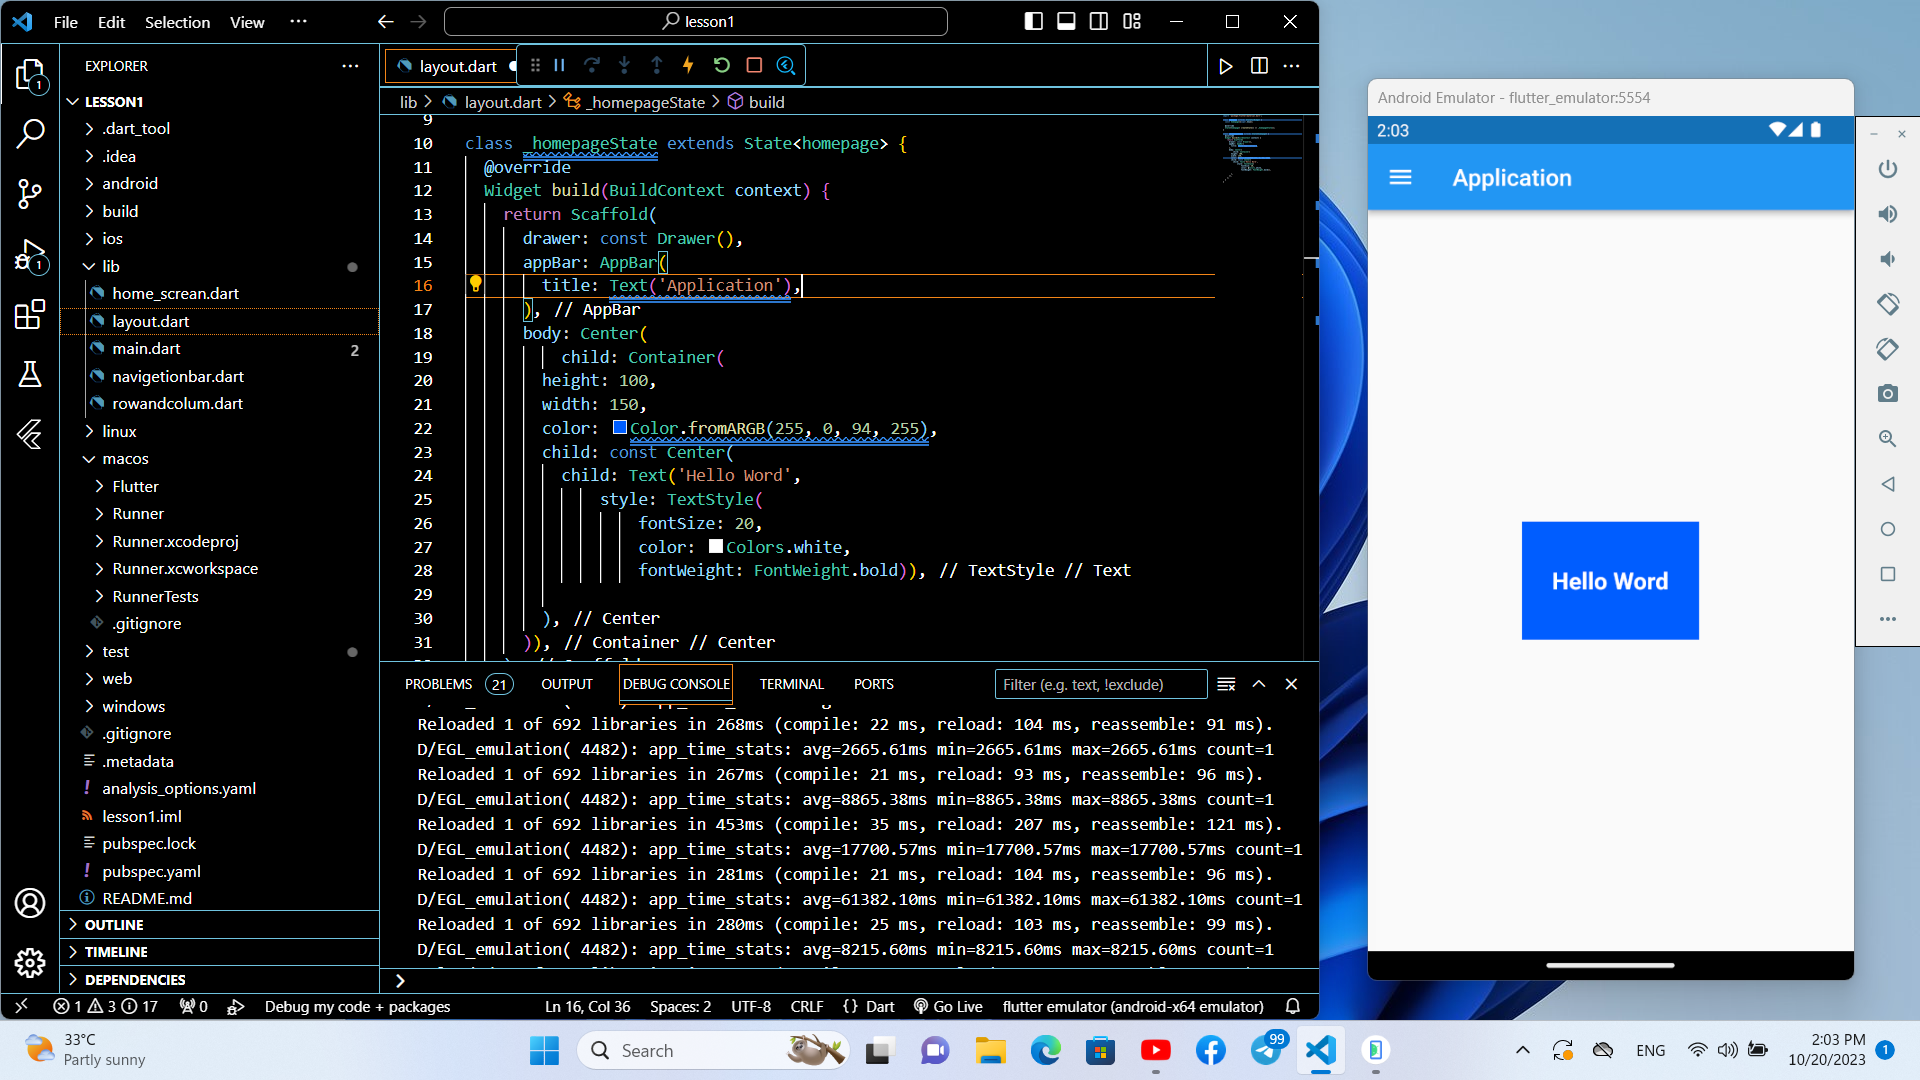 File Edit Selection View ···
lesson1
EXPLORER
LESSON1
.dart_tool
.idea
android
build
ios
lib
home_screan.dart
layout.dart
main.dart 2
navigetionbar.dart
rowandcolum.dart
linux
macos
Flutter
Runner
Runner.xcodeproj
Runner.xcworkspace
RunnerTests
.gitignore
test
web
windows
.gitignore
.metadata
analysis_options.yaml
lesson1.iml
pubspec.lock
pubspec.yaml
README.md
OUTLINE
TIMELINE
DEPENDENCIES
1
1
layout.dart
lib > layout.dart > _homepageState > build
9
10 class _homepageState extends State<homepage> {
11 @override
12 Widget build(BuildContext context) {
13 return Scaffold(
14 drawer: const Drawer(),
15 appBar: AppBar(
16 title: Text('Application'),
17 ), // AppBar
18 body: Center(
19 child: Container(
20 height: 100,
21 width: 150,
22 color: Color.fromARGB(255, 0, 94, 255),
23 child: const Center(
24 child: Text('Hello Word',
25 style: TextStyle(
26 fontSize: 20,
27 color: Colors.white,
28 fontWeight: FontWeight.bold)), // TextStyle // Text
29
30 ), // Center
31 )), // Container // Center
PROBLEMS 21 OUTPUT DEBUG CONSOLE TERMINAL PORTS Filter (e.g. text, !exclude)
Reloaded 1 of 692 libraries in 268ms (compile: 22 ms, reload: 104 ms, reassemble: 91 ms).
D/EGL_emulation( 4482): app_time_stats: avg=2665.61ms min=2665.61ms max=2665.61ms count=1
Reloaded 1 of 692 libraries in 267ms (compile: 21 ms, reload: 93 ms, reassemble: 96 ms).
D/EGL_emulation( 4482): app_time_stats: avg=8865.38ms min=8865.38ms max=8865.38ms count=1
Reloaded 1 of 692 libraries in 453ms (compile: 35 ms, reload: 207 ms, reassemble: 121 ms).
D/EGL_emulation( 4482): app_time_stats: avg=17700.57ms min=17700.57ms max=17700.57ms count=1
Reloaded 1 of 692 libraries in 281ms (compile: 21 ms, reload: 104 ms, reassemble: 96 ms).
D/EGL_emulation( 4482): app_time_stats: avg=61382.10ms min=61382.10ms max=61382.10ms count=1
Reloaded 1 of 692 libraries in 280ms (compile: 25 ms, reload: 103 ms, reassemble: 99 ms).
D/EGL_emulation( 4482): app_time_stats: avg=8215.60ms min=8215.60ms max=8215.60ms count=1
1 3 17 0 Debug my code + packages Ln 16, Col 36 Spaces: 2 UTF-8 CRLF {} Dart Go Live flutter emulator (android-x64 emulator)
Android Emulator - flutter_emulator:5554
2:03
Application
Hello Word
33°C
Partly sunny
Search
99
ENG
2:03 PM
10/20/2023
1